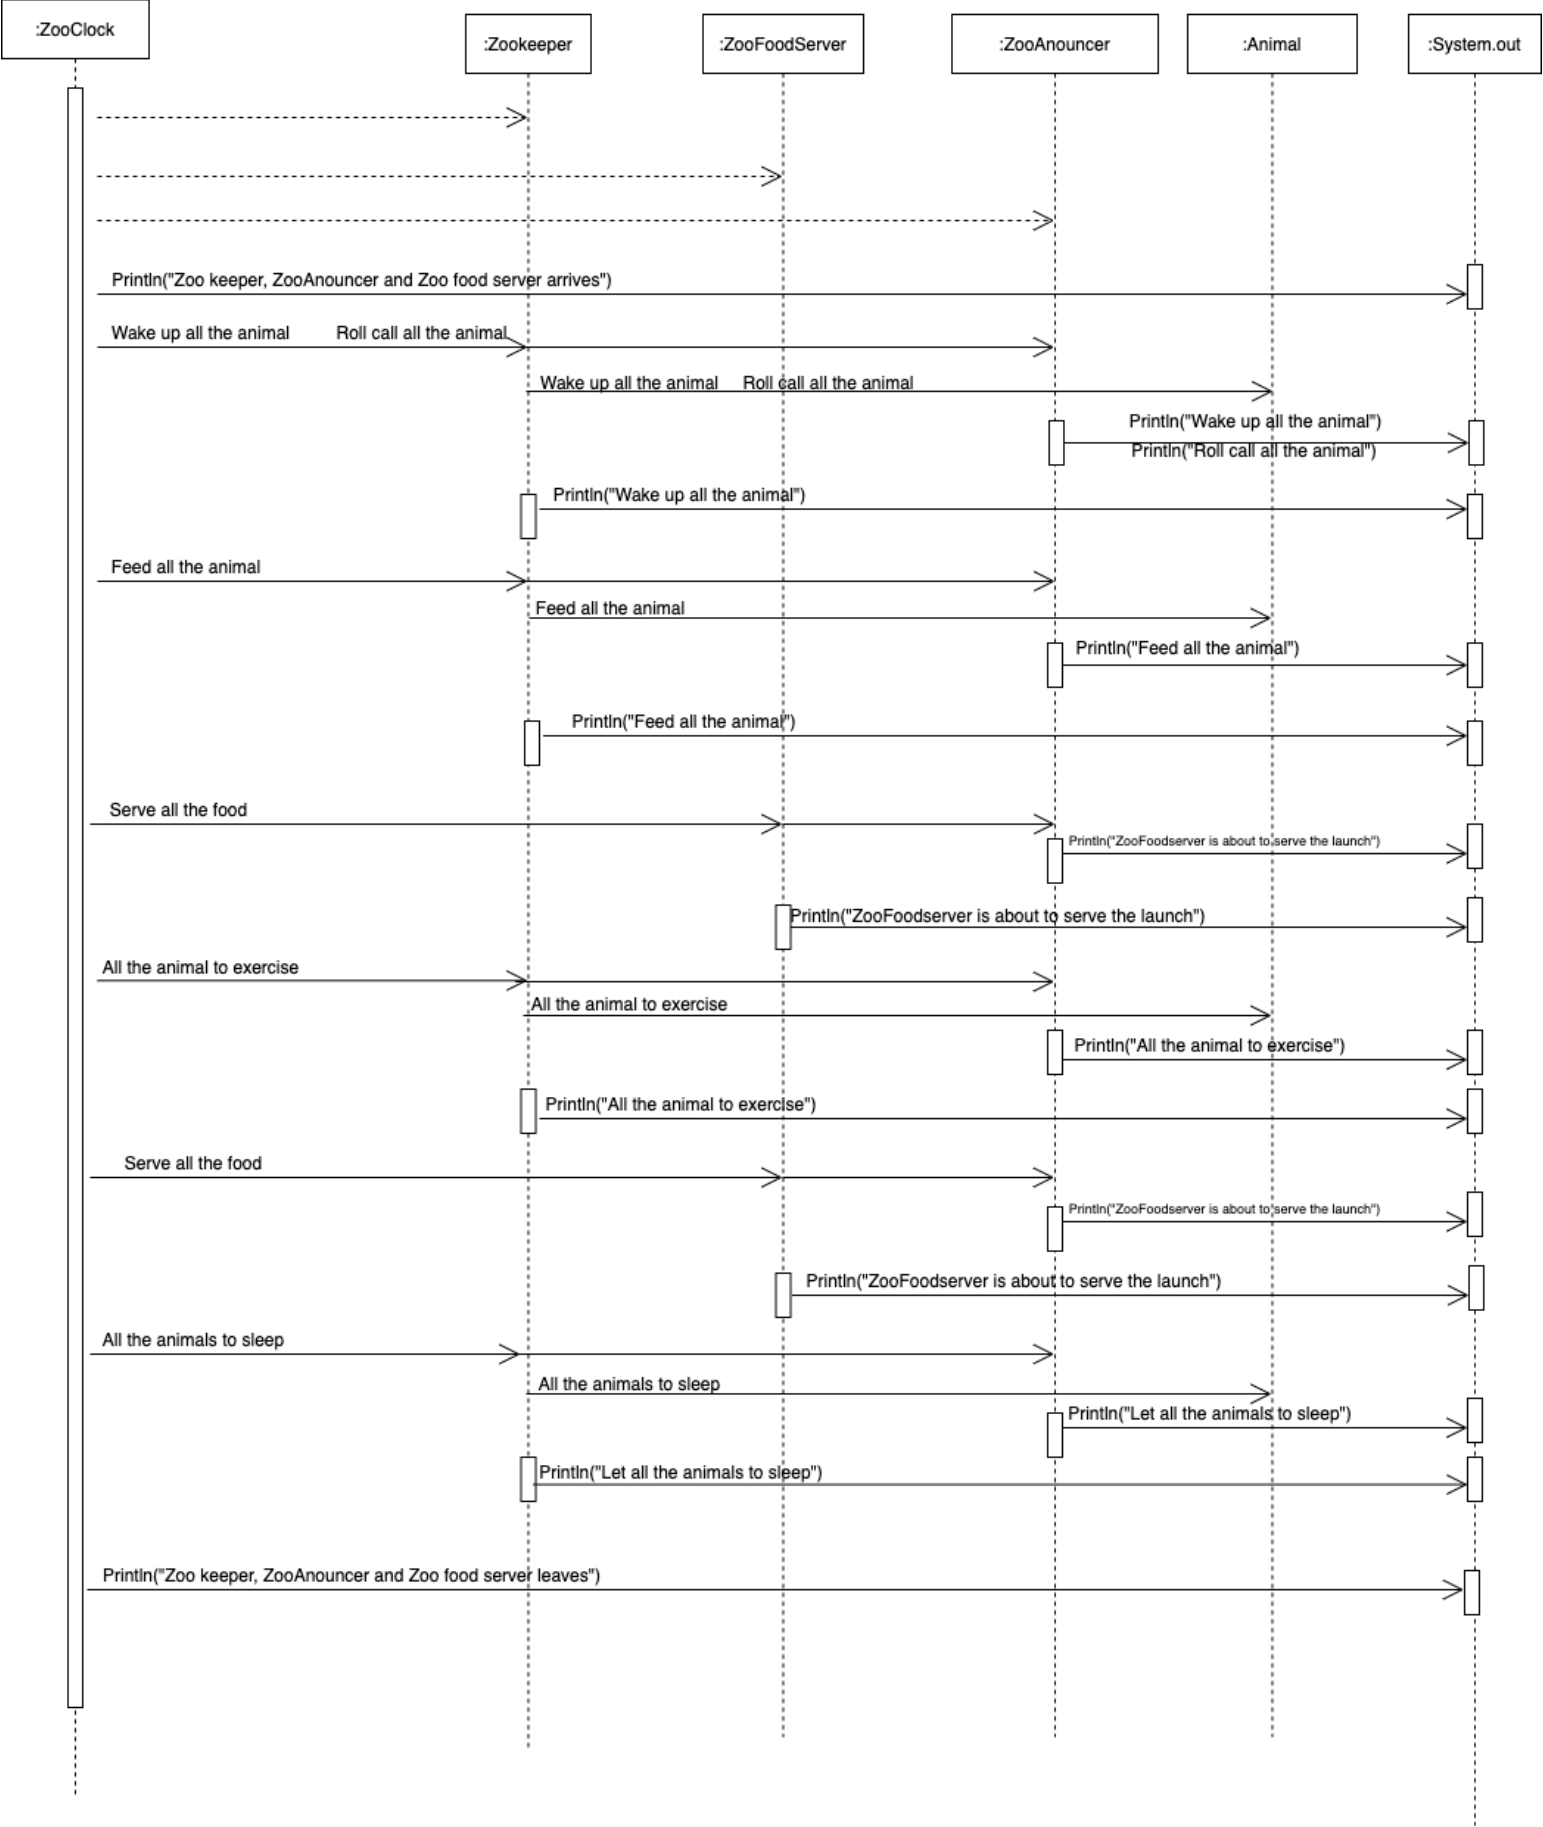 :ZooClock
:Zookeeper
:ZooFoodServer
:ZooAnouncer
:Animal
:System.out
Println("Zoo keeper, ZooAnouncer and Zoo food server arrives")
Wake up all the animal
Roll call all the animal
Wake up all the animal
Roll call all the animal
Println("Wake up all the animal")
Println("Roll call all the animal")
Println("Wake up all the animal")
Feed all the animal
Feed all the animal
Println("Feed all the animal")
Println("Feed all the animal")
Serve all the food
Println("ZooFoodserver is about to serve the launch")
Println("ZooFoodserver is about to serve the launch")
All the animal to exercise
All the animal to exercise
Println("All the animal to exercise")
Println("All the animal to exercise")
Serve all the food
Println("ZooFoodserver is about to serve the launch")
Println("ZooFoodserver is about to serve the launch")
All the animals to sleep
All the animals to sleep
Println("Let all the animals to sleep")
Println("Let all the animals to sleep")
Println("Zoo keeper, ZooAnouncer and Zoo food server leaves")